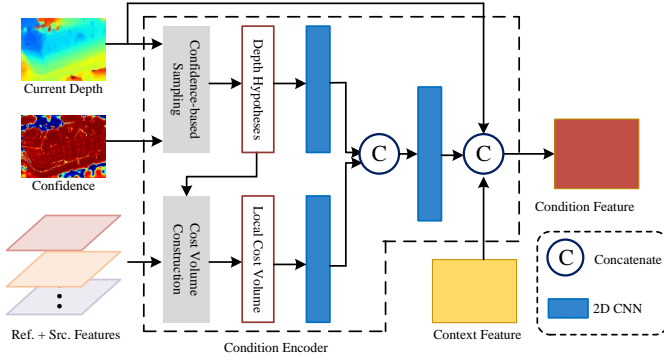 Current Depth
Confidence
Ref. + Src. Features
Confidence-based
Sampling
Depth Hypotheses
Cost Volume
Construction
Local Cost Volume
C
C
Condition Encoder
Condition Feature
Context Feature
C
Concatenate
2D CNN